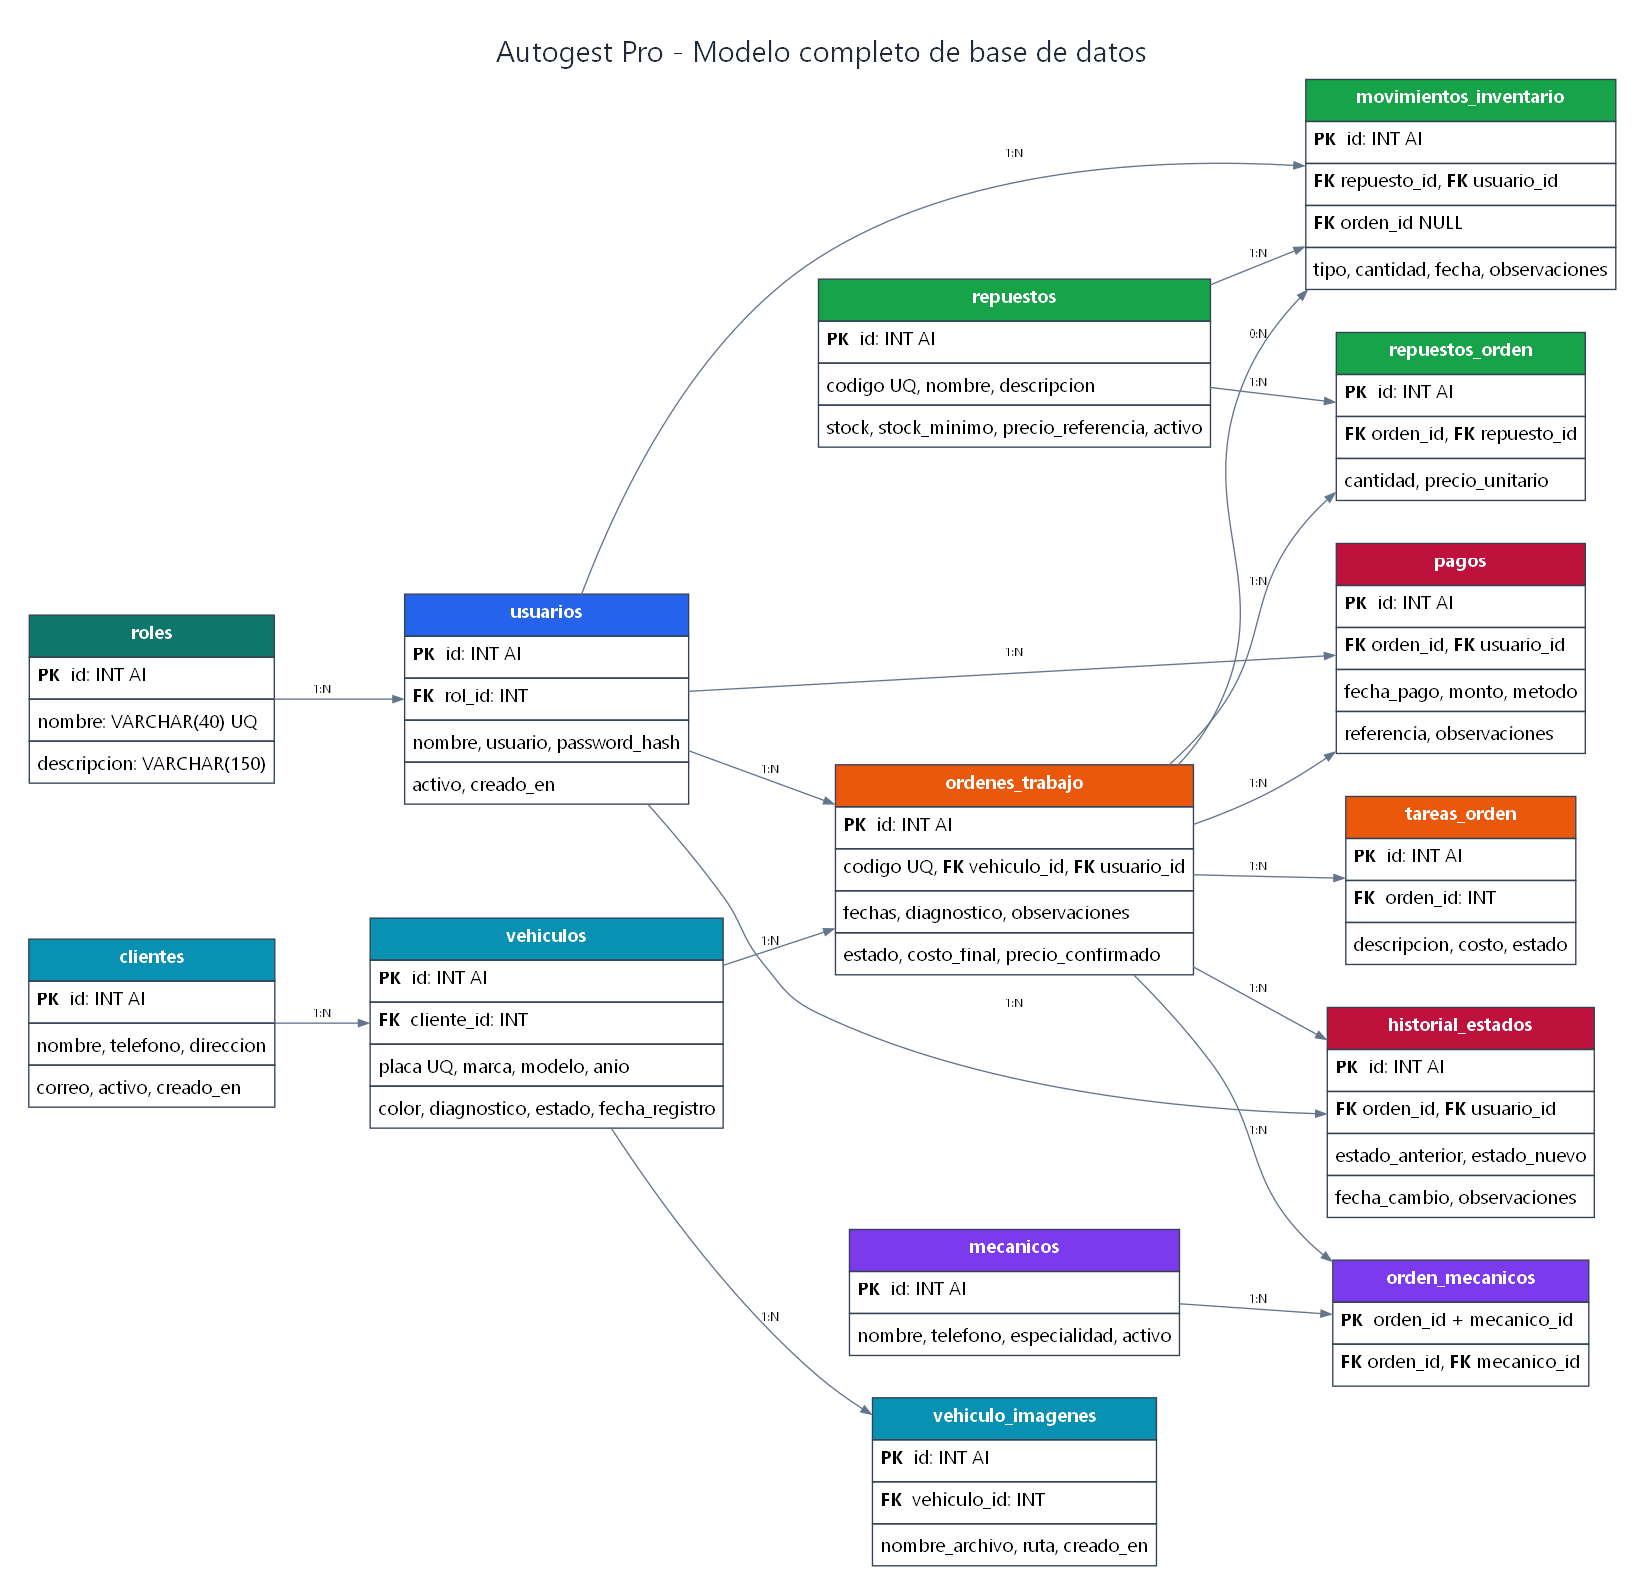 Autogest Pro - Modelo completo de base de datos
movimientos_inventario
PK id: INT AI
FK repuesto_id, FK usuario_id
FK orden_id NULL
tipo, cantidad, fecha, observaciones
1:N
1:N
0:N
1:N
repuestos
PK id: INT AI
codigo UQ, nombre, descripcion
stock, stock_minimo, precio_referencia, activo
repuestos_orden
PK id: INT AI
FK orden_id, FK repuesto_id
cantidad, precio_unitario
1:N
pagos
PK id: INT AI
FK orden_id, FK usuario_id
fecha_pago, monto, metodo
referencia, observaciones
1:N
1:N
roles
PK id: INT AI
nombre: VARCHAR(40) UQ
descripcion: VARCHAR(150)
1:N
usuarios
PK id: INT AI
FK rol_id: INT
nombre, usuario, password_hash
activo, creado_en
1:N
ordenes_trabajo
PK id: INT AI
codigo UQ, FK vehiculo_id, FK usuario_id
fechas, diagnostico, observaciones
estado, costo_final, precio_confirmado
1:N
tareas_orden
PK id: INT AI
FK orden_id: INT
descripcion, costo, estado
clientes
PK id: INT AI
nombre, telefono, direccion
correo, activo, creado_en
1:N
vehiculos
PK id: INT AI
FK cliente_id: INT
placa UQ, marca, modelo, anio
color, diagnostico, estado, fecha_registro
1:N
1:N
1:N
historial_estados
PK id: INT AI
FK orden_id, FK usuario_id
estado_anterior, estado_nuevo
fecha_cambio, observaciones
1:N
mecanicos
PK id: INT AI
nombre, telefono, especialidad, activo
1:N
orden_mecanicos
PK orden_id + mecanico_id
FK orden_id, FK mecanico_id
1:N
vehiculo_imagenes
PK id: INT AI
FK vehiculo_id: INT
nombre_archivo, ruta, creado_en